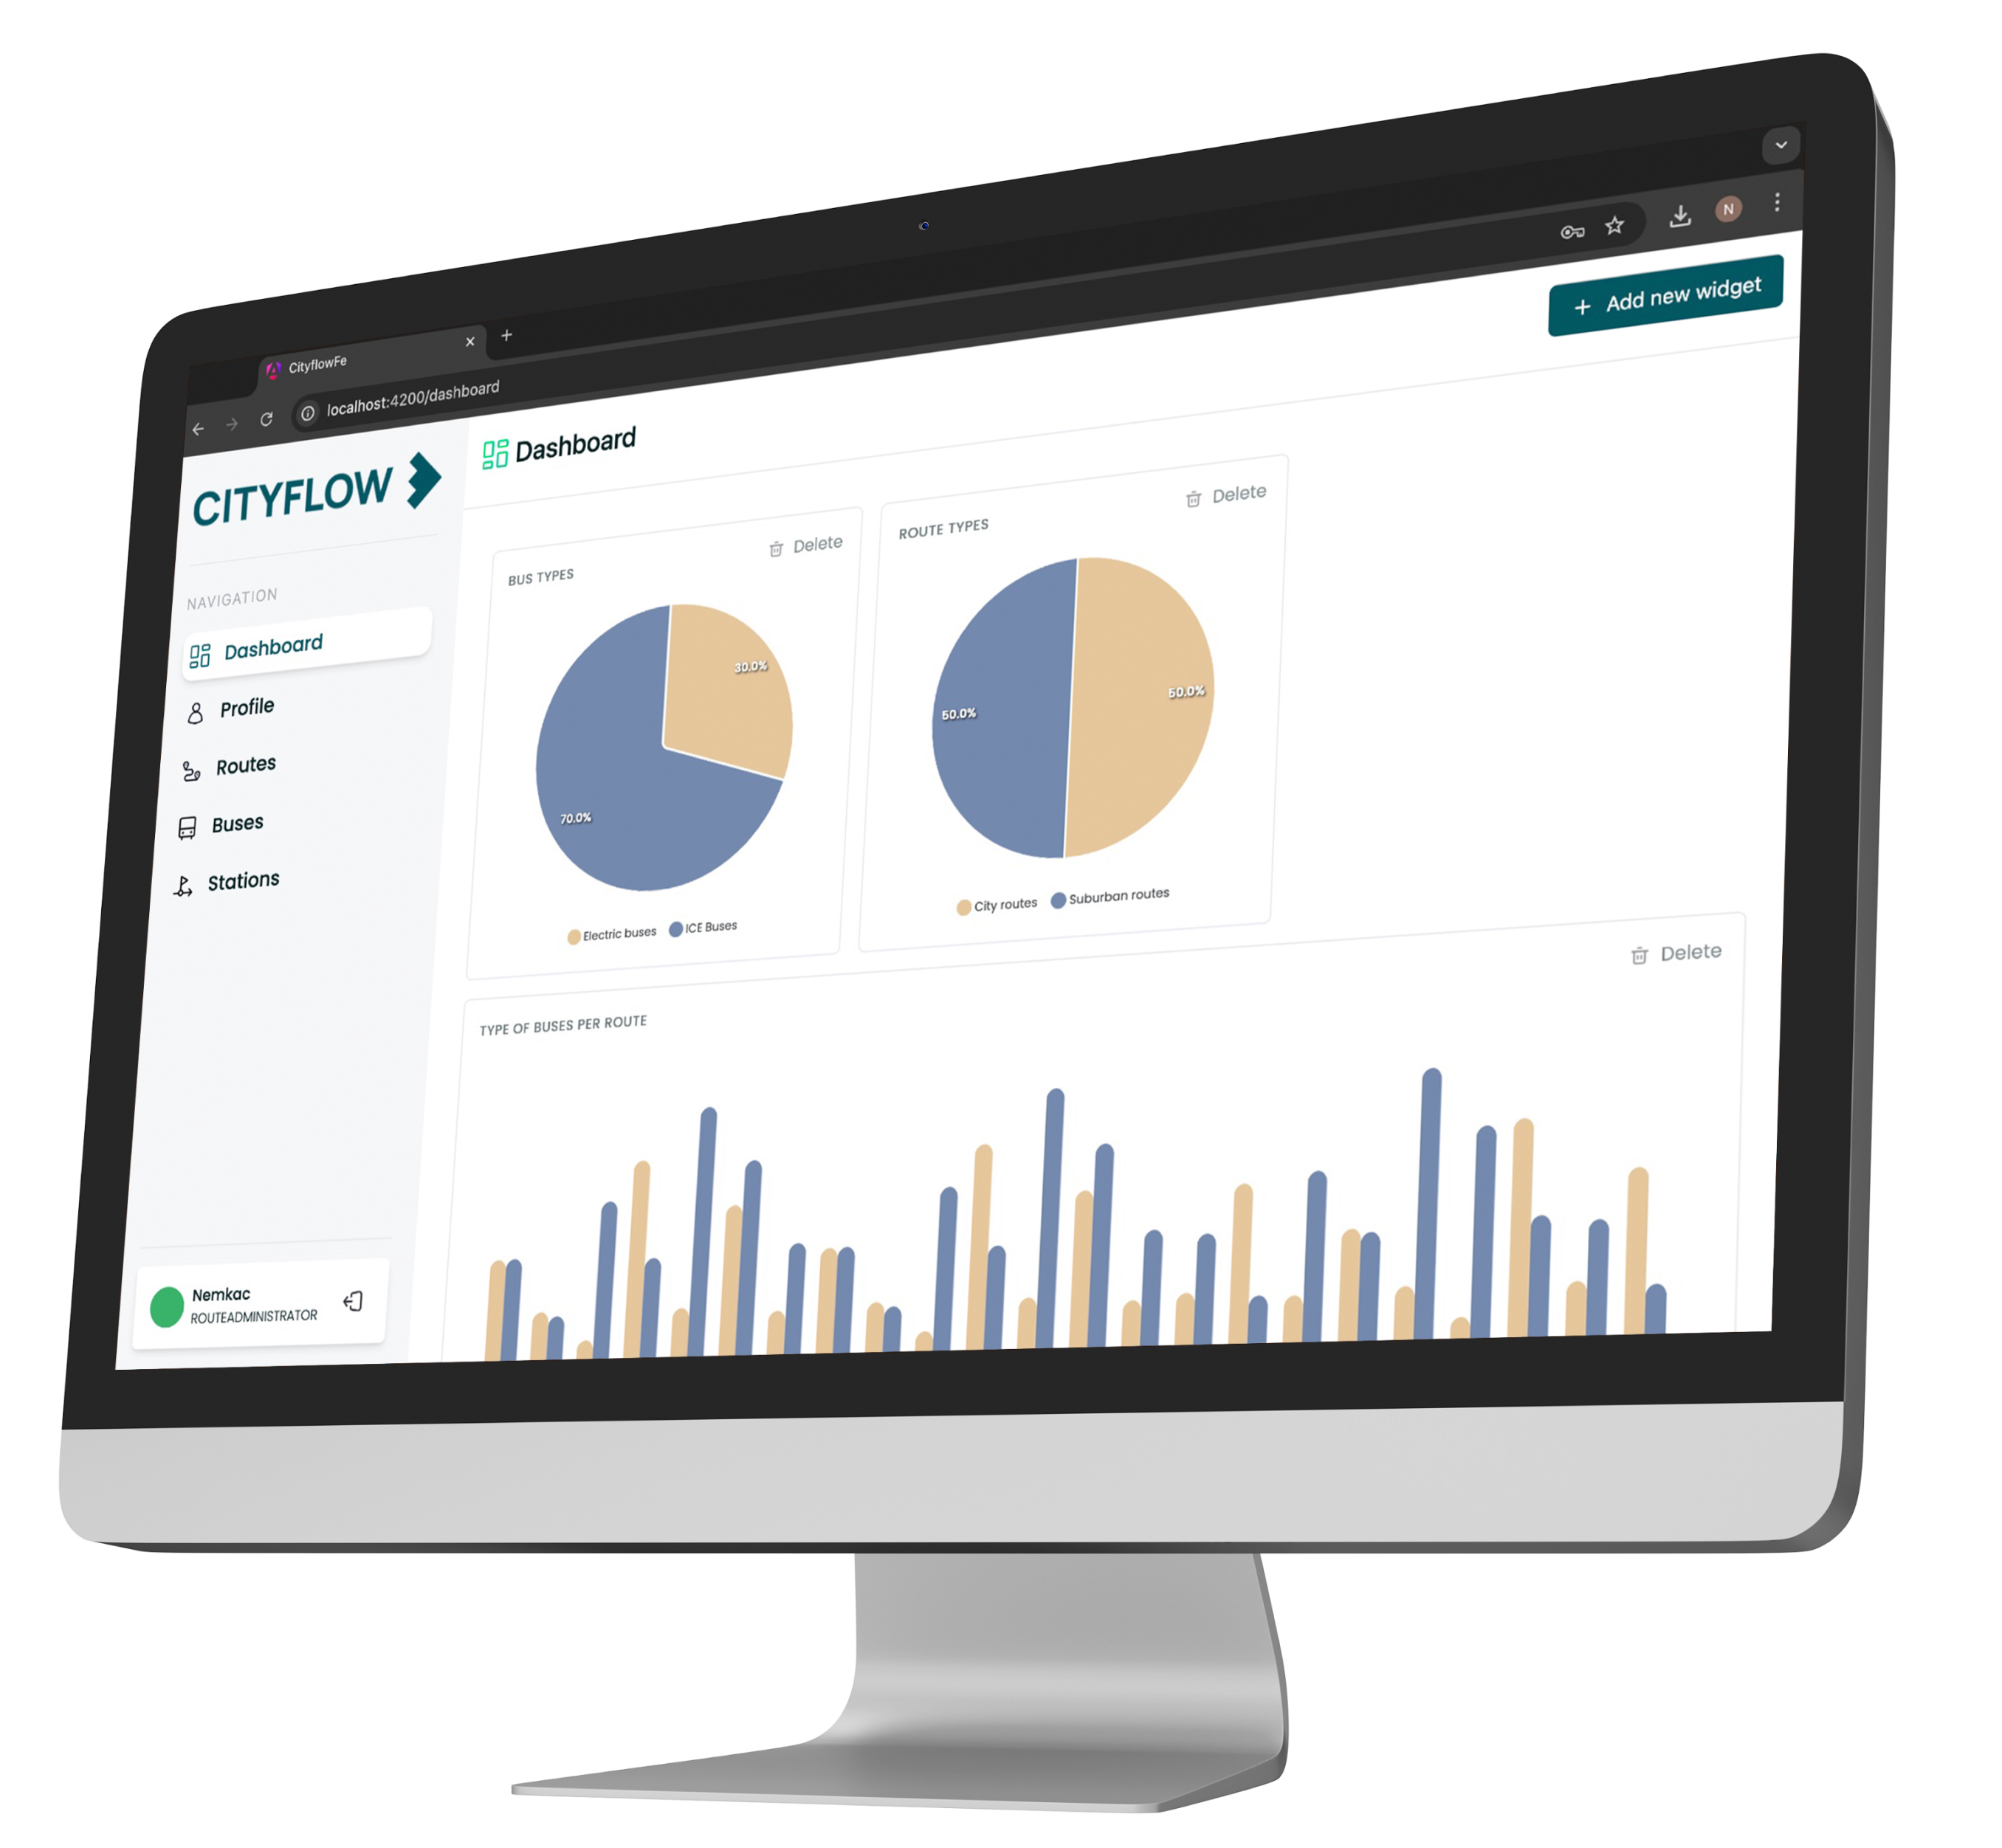 CityflowFe
localhost:4200/dashboard
N
Add new widget
CITYFLOW
Dashboard
NAVIGATION
Dashboard
Profile
Routes
Buses
Stations
Nemkac
ROUTEADMINISTRATOR
BUS TYPES
Delete
30.0%
70.0%
Electric buses
ICE Buses
ROUTE TYPES
Delete
50.0%
50.0%
City routes
Suburban routes
TYPE OF BUSES PER ROUTE
Delete